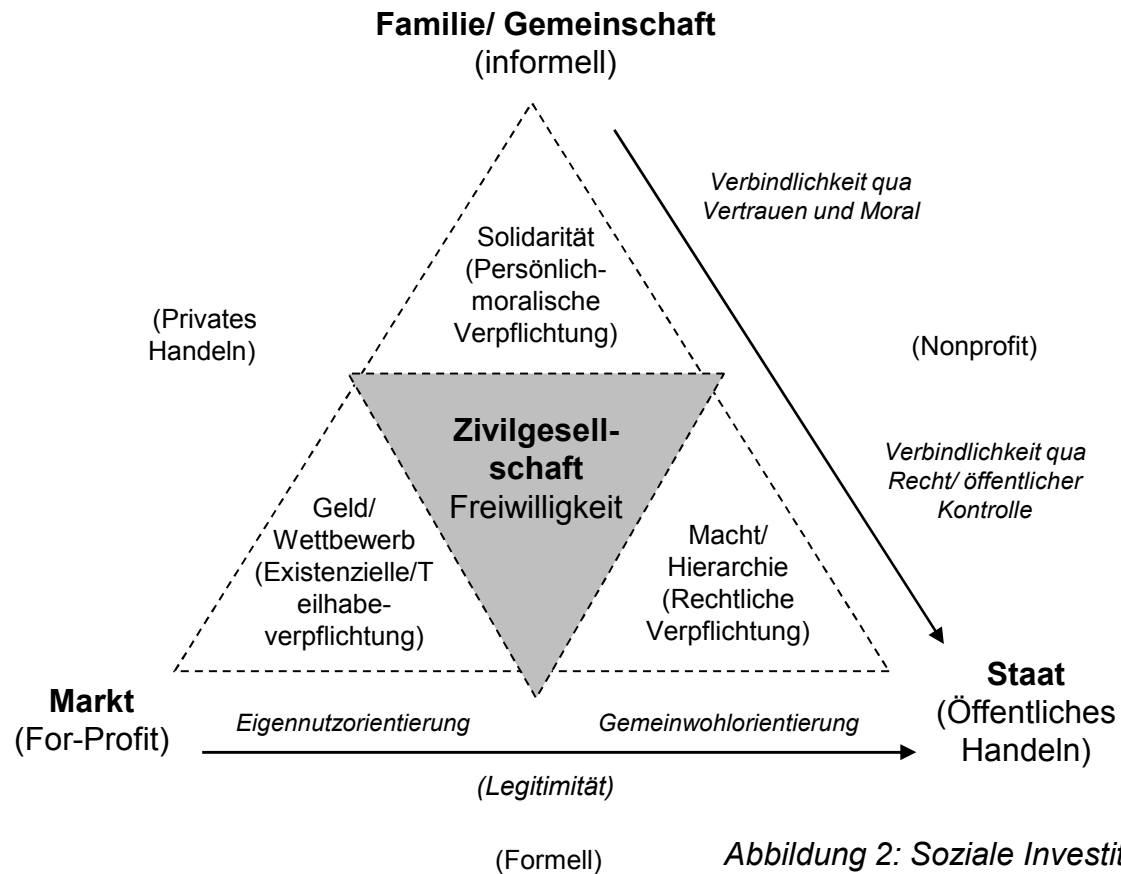 Familie/ Gemeinschaft
(informell)
Verbindlichkeit qua
Vertrauen und Moral
Solidarität
(Persönlich-
moralische
Verpflichtung)
(Privates
Handeln)
(Nonprofit)
Zivilgesell-
schaft
Freiwilligkeit
Verbindlichkeit qua
Recht/ öffentlicher
Kontrolle
Geld/
Wettbewerb
(Existenzielle/T
eilhabe-
verpflichtung)
Macht/
Hierarchie
(Rechtliche
Verpflichtung)
Markt
(For-Profit)
Eigennutzorientierung
Gemeinwohlorientierung
Staat
(Öffentliches
Handeln)
(Legitimität)
(Formell)
Abbildung 2: Soziale Investit